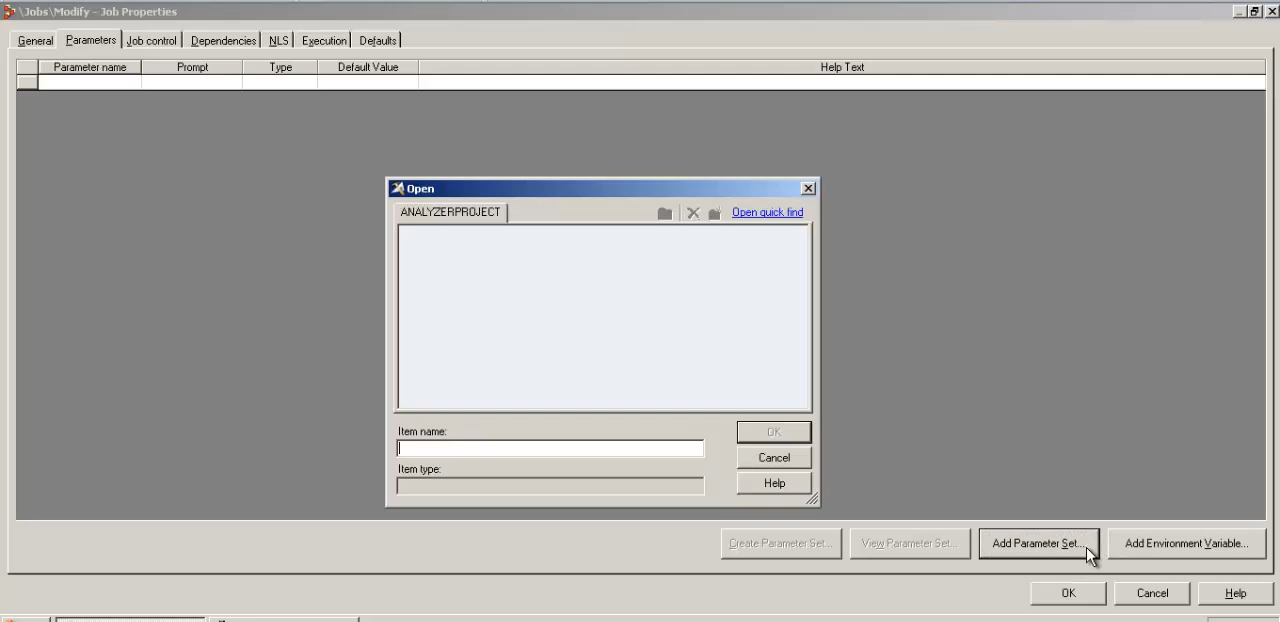 \Jobs\Modify - Job Properties
General Parameters Job control Dependencies NLS Execution Defaults
Parameter name Prompt Type Default Value Help Text
Open
ANALYZERPROJECT Open quick find
Item name:
OK
Cancel
Item type:
Help
Create Parameter Set... View Parameter Set... Add Parameter Set... Add Environment Variable...
OK Cancel Help